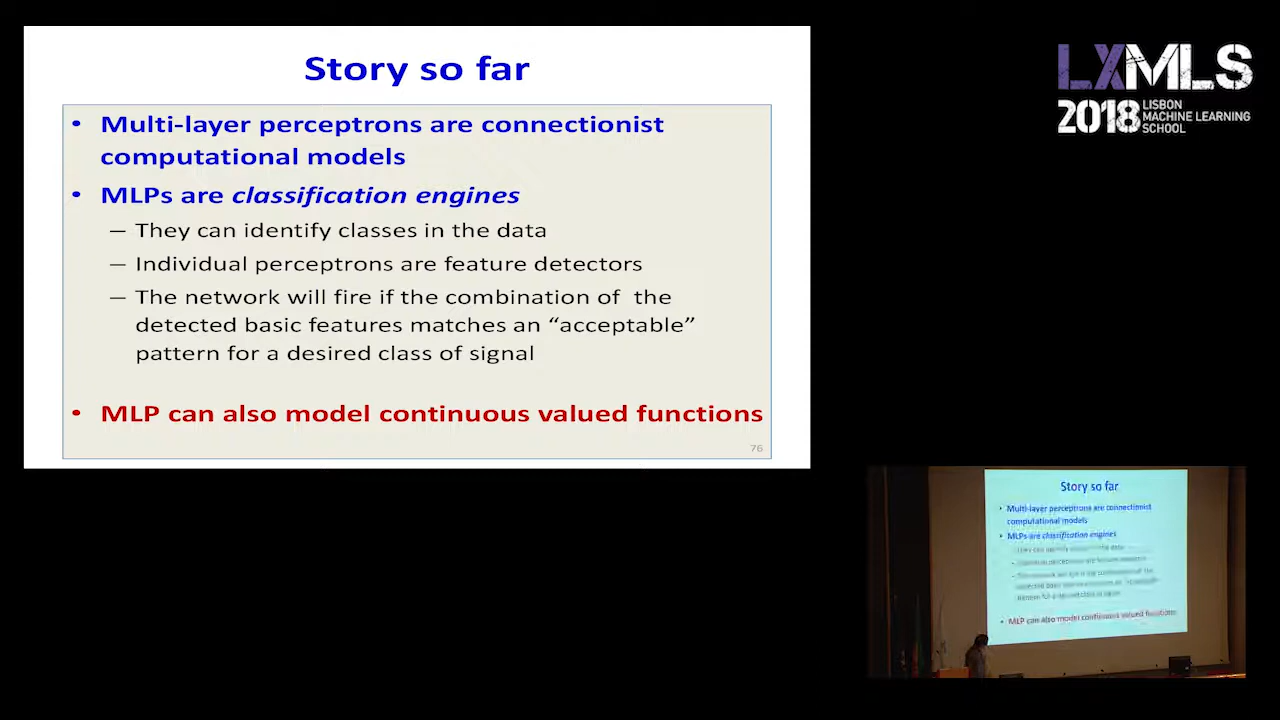 Story so far
• Multi-layer perceptrons are connectionist
computational models
• MLPs are classification engines
– They can identify classes in the data
– Individual perceptrons are feature detectors
– The network will fire if the combination of the
detected basic features matches an “acceptable”
pattern for a desired class of signal
• MLP can also model continuous valued functions
76
LXMLS
2018 LISBON
MACHINE LEARNING
SCHOOL
Story so far
• Multi-layer perceptrons are connectionist
computational models
• MLPs are classification engines
• MLP can also model continuous valued functions